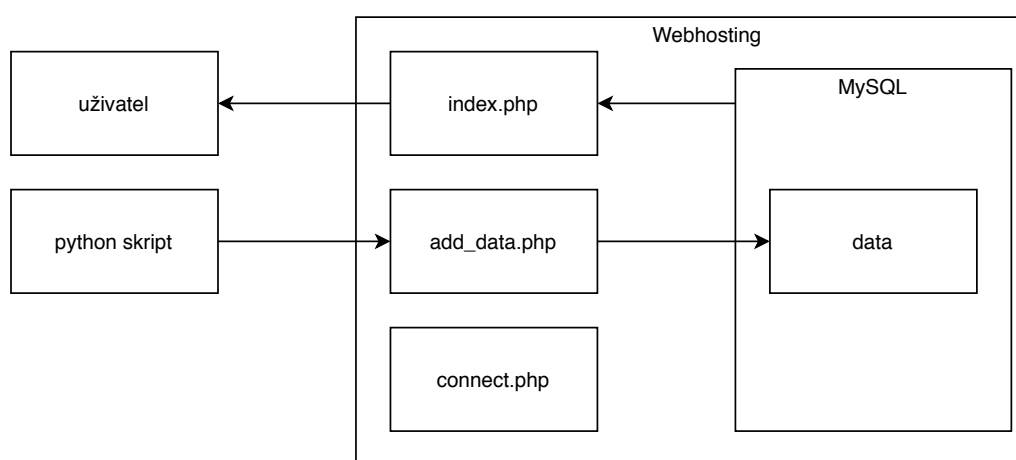 Webhosting
uživatel
index.php
MySQL
python skript
add_data.php
data
connect.php